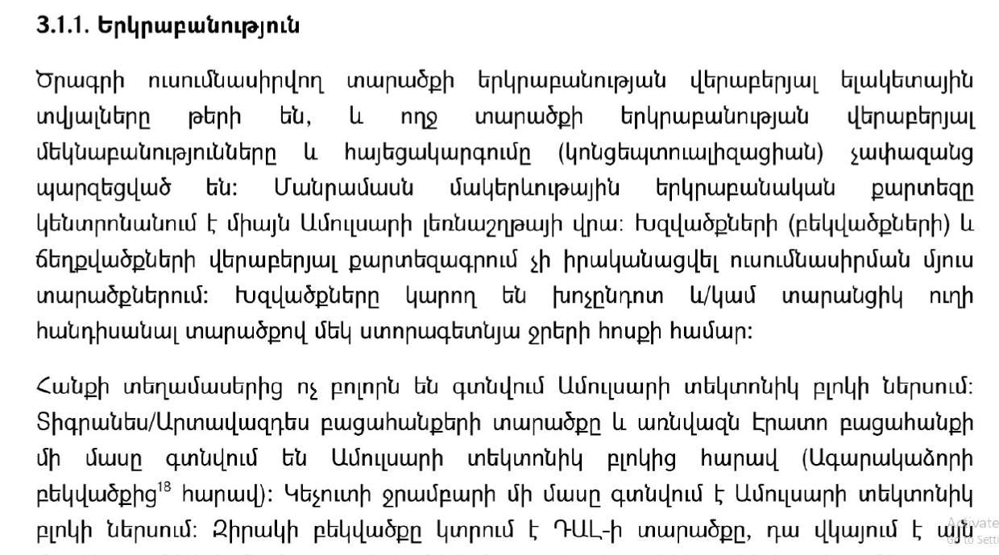 3.1.1. Երկրաբանություն
Ծրագրի ուսումնասիրվող տարածքի երկրաբանության վերաբերյալ ելակետային
տվյալները թերի են, և ողջ տարածքի երկրաբանության վերաբերյալ
մեկնաբանությունները և հայեցակարգումը (կոնցեպտուալիզացիան) չափազանց
պարզեցված են: Մանրամասն մակերևութային երկրաբանական քարտեզը
կենտրոնանում է միայն Ամուլսարի լեռնաշղթայի վրա: Խզվածքների (բեկվածքների) և
ճեղքվածքների վերաբերյալ քարտեզագրում չի իրականացվել ուսումնասիրման մյուս
տարածքներում: Խզվածքները կարող են խոչընդոտ և/կամ տարանցիկ ուղի
հանդիսանալ տարածքով մեկ ստորագետնյա ջրերի հոսքի համար:
Հանքի տեղամասերից ոչ բոլորն են գտնվում Ամուլսարի տեկտոնիկ բլոկի ներսում:
Տիգրանես/Արտավազդես բացահանքերի տարածքը և առնվազն Էրատո բացահանքի
մի մասը գտնվում են Ամուլսարի տեկտոնիկ բլոկից հարավ (Ագարակաձորի
բեկվածքից18 հարավ): Կեչուտի ջրամբարի մի մասը գտնվում է Ամուլսարի տեկտոնիկ
բլոկի ներսում: Զիրակի բեկվածքը կտրում է ԴԱԼ-ի տարածքը, դա վկայում է այն
Activate
Go to Setti